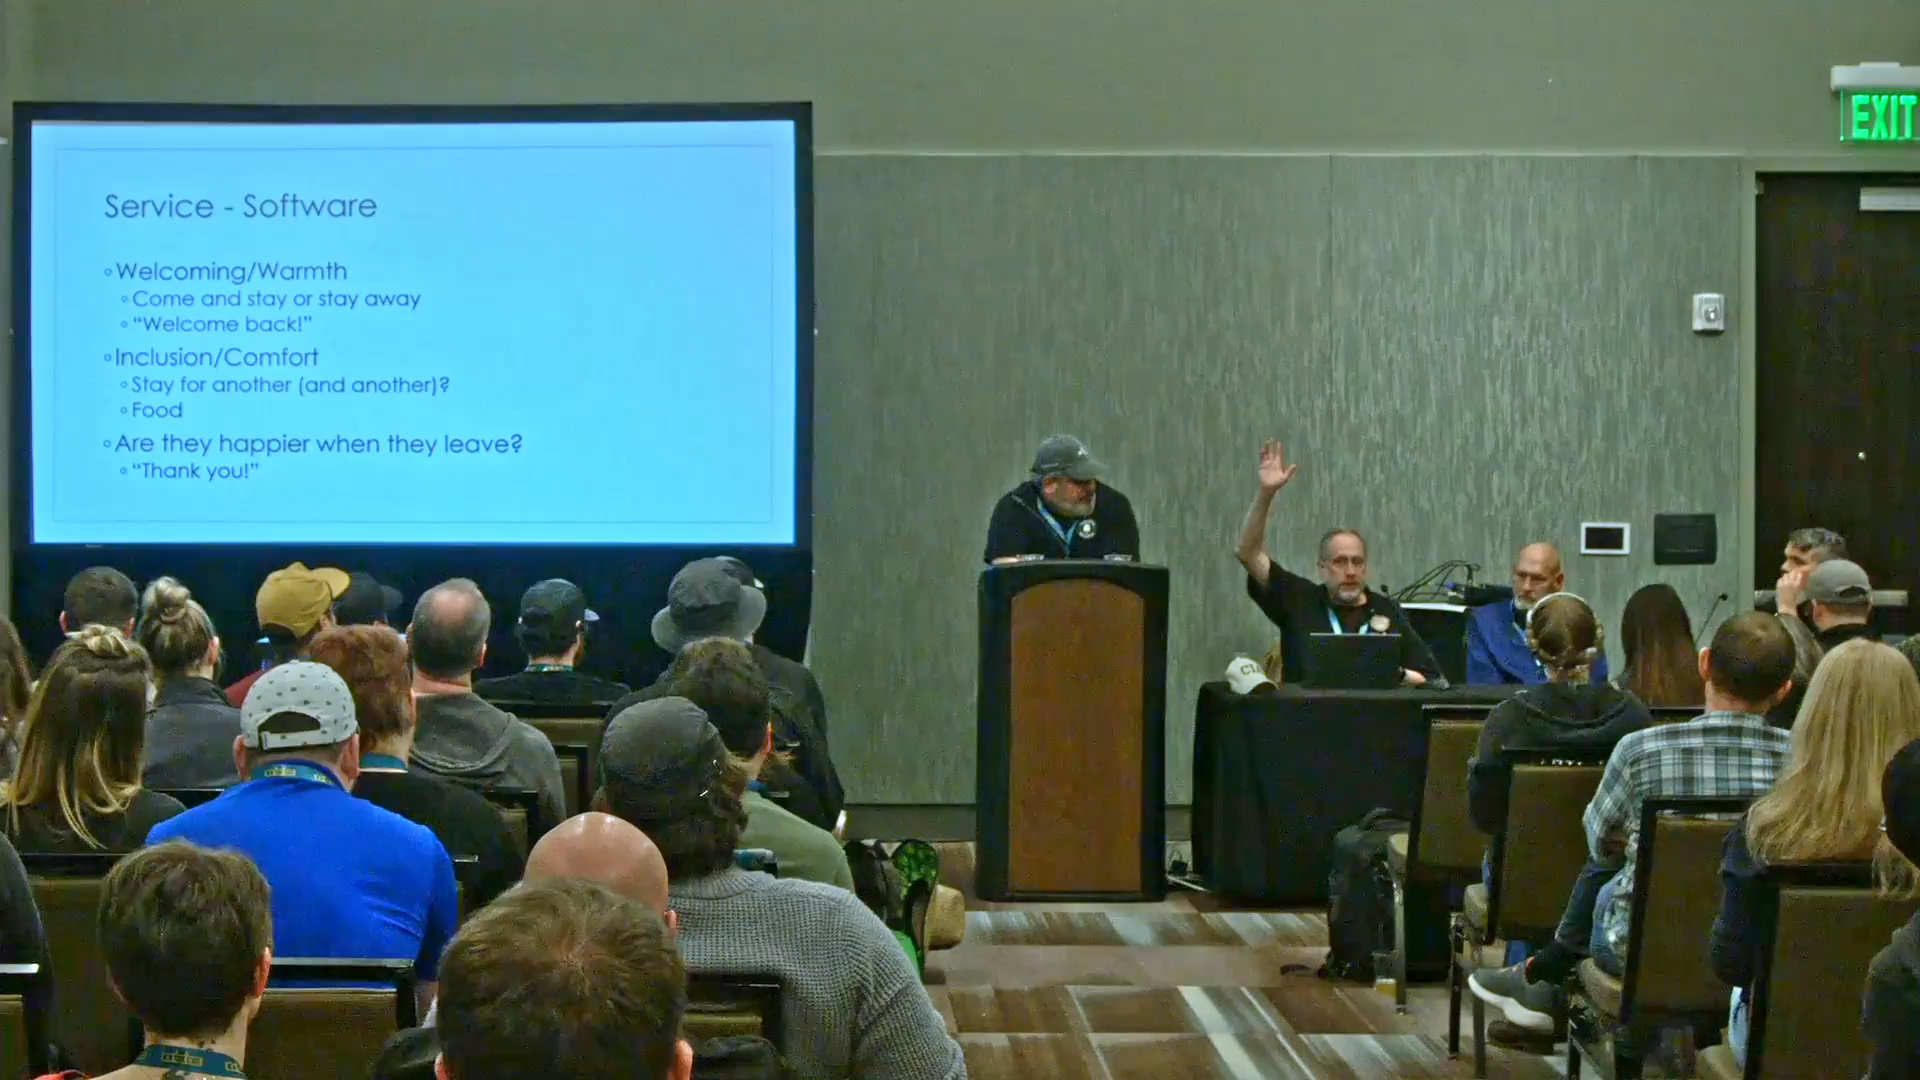 Service - Software
Welcoming/Warmth
Come and stay or stay away
“Welcome back!”
Inclusion/Comfort
Stay for another (and another)?
Food
Are they happier when they leave?
“Thank you!”
EXIT